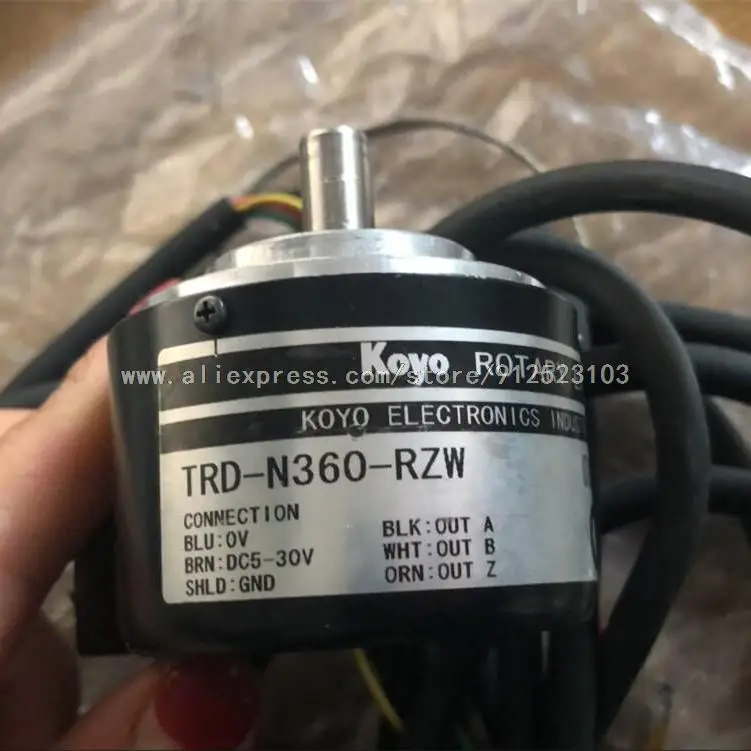 Koyo ROTARY
www.aliexpress.com/store/912523103
KOYO ELECTRONICS
TRD-N360-RZW
CONNECTION
BLU:0V
BRN:DC5-30V
SHLD:GND
BLK:OUT A
WHT:OUT B
ORN:OUT Z